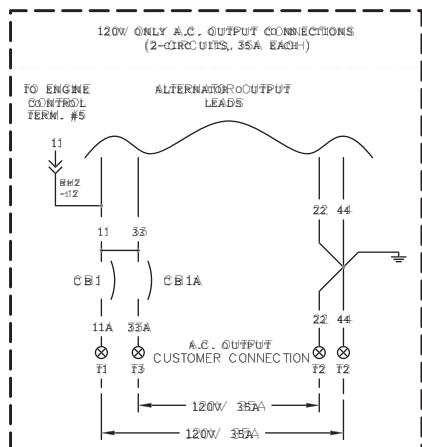 120V ONLY A.C. OUTPUT CONNECTIONS
(2-CIRCUITS, 35A EACH)
TO ENGINE
CONTROL
TERM. #5
ALTERNATOR OUTPUT
LEADS
11
BH2
-12
11 33
22 44
CB1 CB1A
11A 33A
22 44
A.C. OUTPUT
CUSTOMER CONNECTION
T1 T3 T2 T2
120V 35A
120V 35A